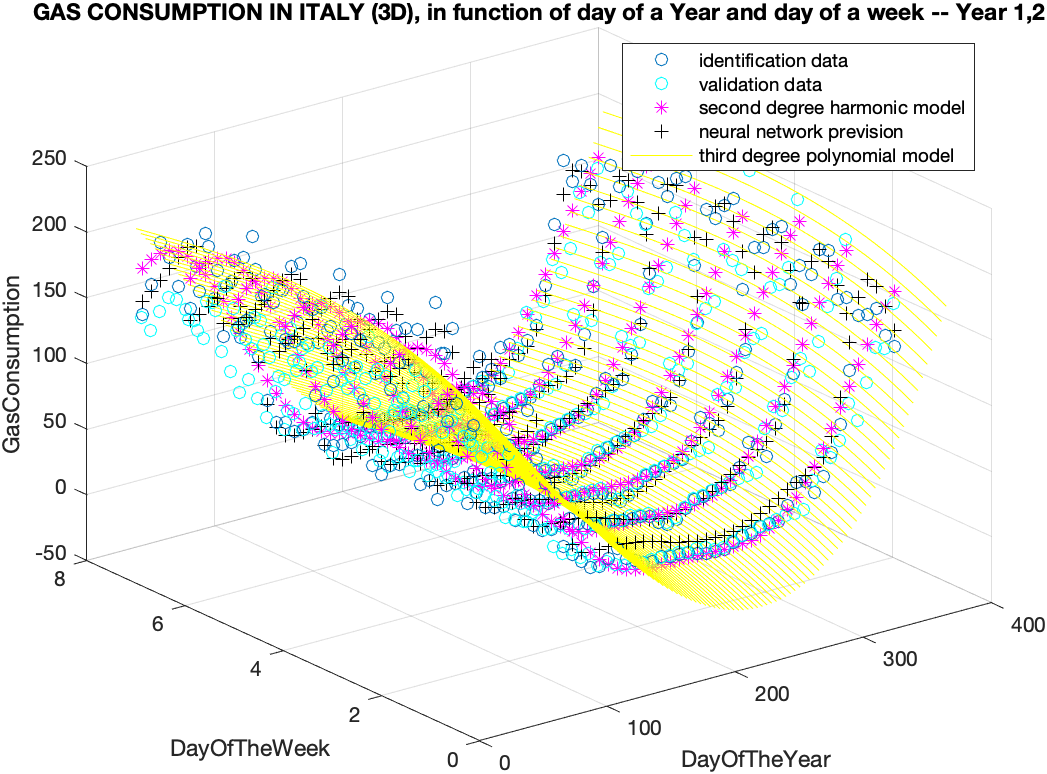 GAS CONSUMPTION IN ITALY (3D), in function of day of a Year and day of a week -- Year 1,2
identification data
validation data
second degree harmonic model
neural network prevision
third degree polynomial model
250
200
150
100
50
0
-50
GasConsumption
8
6
4
2
0
DayOfTheWeek
0
100
200
300
400
DayOfTheYear